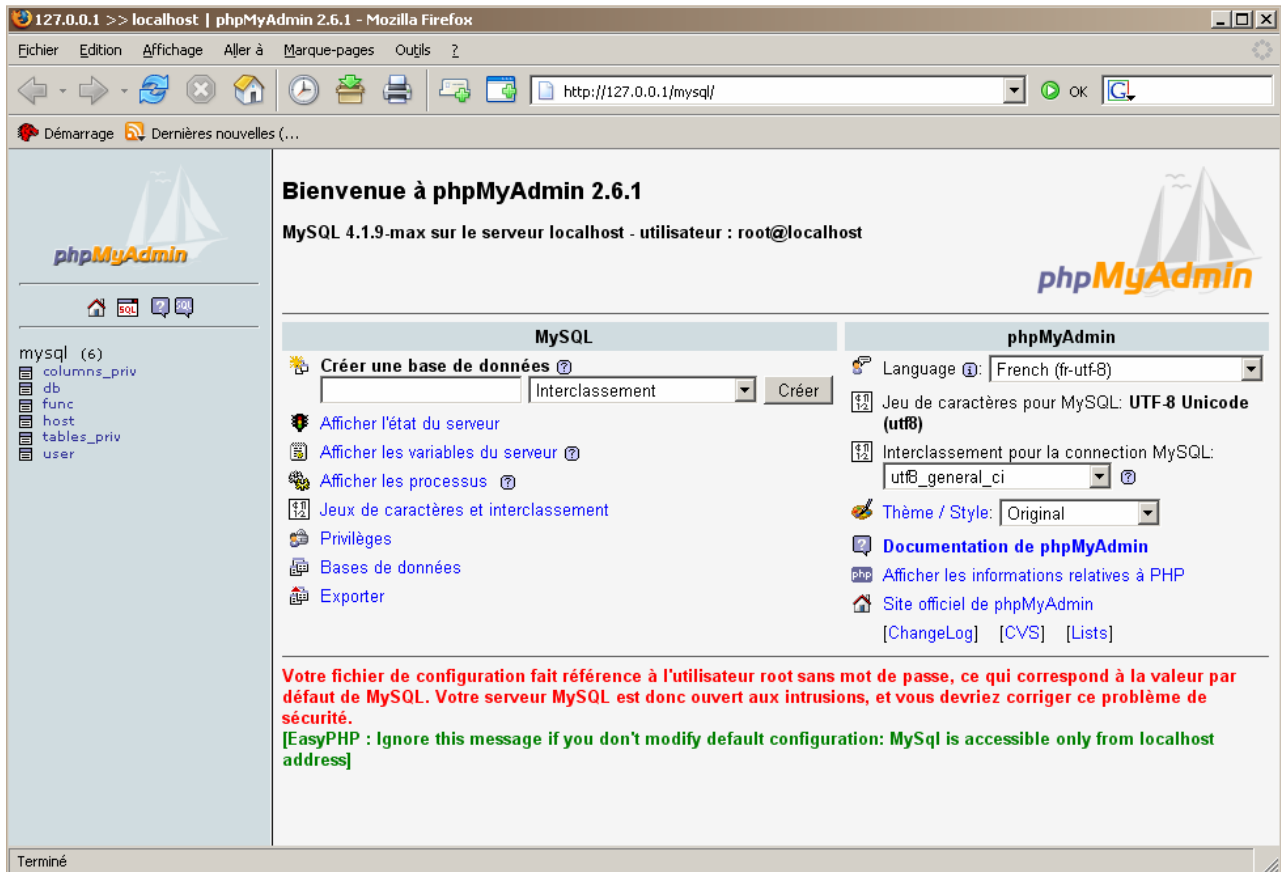 127.0.0.1 >> localhost | phpMyAdmin 2.6.1 - Mozilla Firefox
Fichier Edition Affichage Aller à Marque-pages Outils ?
http://127.0.0.1/mysql/ OK G
Démarrage Dernières nouvelles (...
phpMyAdmin
SQL ? SQL
mysql (6)
columns_priv
db
func
host
tables_priv
user
Bienvenue à phpMyAdmin 2.6.1
MySQL 4.1.9-max sur le serveur localhost - utilisateur : root@localhost
phpMyAdmin
MySQL
Créer une base de données ?
Interclassement Créer
Afficher l'état du serveur
Afficher les variables du serveur ?
Afficher les processus ?
Jeux de caractères et interclassement
Privilèges
Bases de données
Exporter
phpMyAdmin
Language i: French (fr-utf-8)
Jeu de caractères pour MySQL: UTF-8 Unicode
(utf8)
Interclassement pour la connection MySQL:
utf8_general_ci ?
Thème / Style: Original
? Documentation de phpMyAdmin
php Afficher les informations relatives à PHP
Site officiel de phpMyAdmin
[ChangeLog] [CVS] [Lists]
Votre fichier de configuration fait référence à l'utilisateur root sans mot de passe, ce qui correspond à la valeur par
défaut de MySQL. Votre serveur MySQL est donc ouvert aux intrusions, et vous devriez corriger ce problème de
sécurité.
[EasyPHP : Ignore this message if you don't modify default configuration: MySql is accessible only from localhost
address]
Terminé